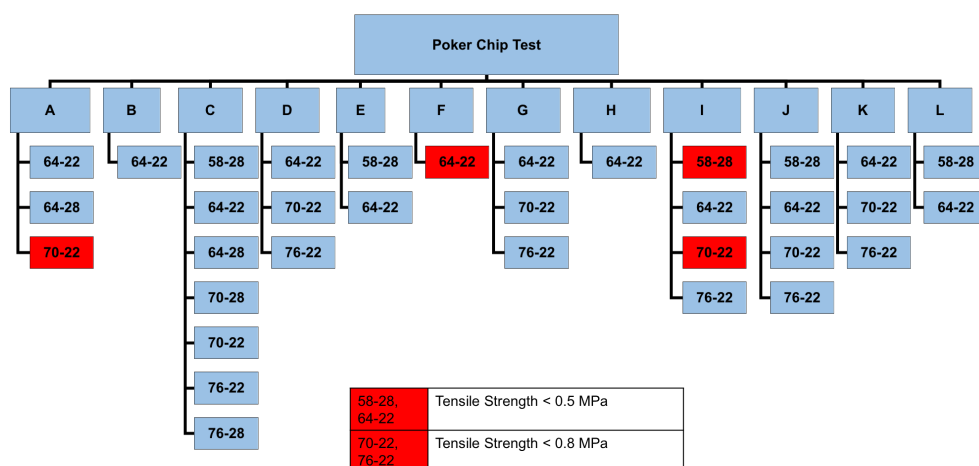 Poker Chip Test
A B C D E F G H I J K L
64-22 64-22 58-28 64-22 58-28 64-22 64-22 64-22 58-28 58-28 64-22 58-28
64-28 64-22 70-22 64-22 70-22 64-22 64-22 70-22 64-22
70-22 64-28 76-22 76-22 70-22 70-22 76-22
70-28 76-22 76-22
70-22
76-22
76-28
58-28, Tensile Strength < 0.5 MPa
64-22
70-22, Tensile Strength < 0.8 MPa
76-22